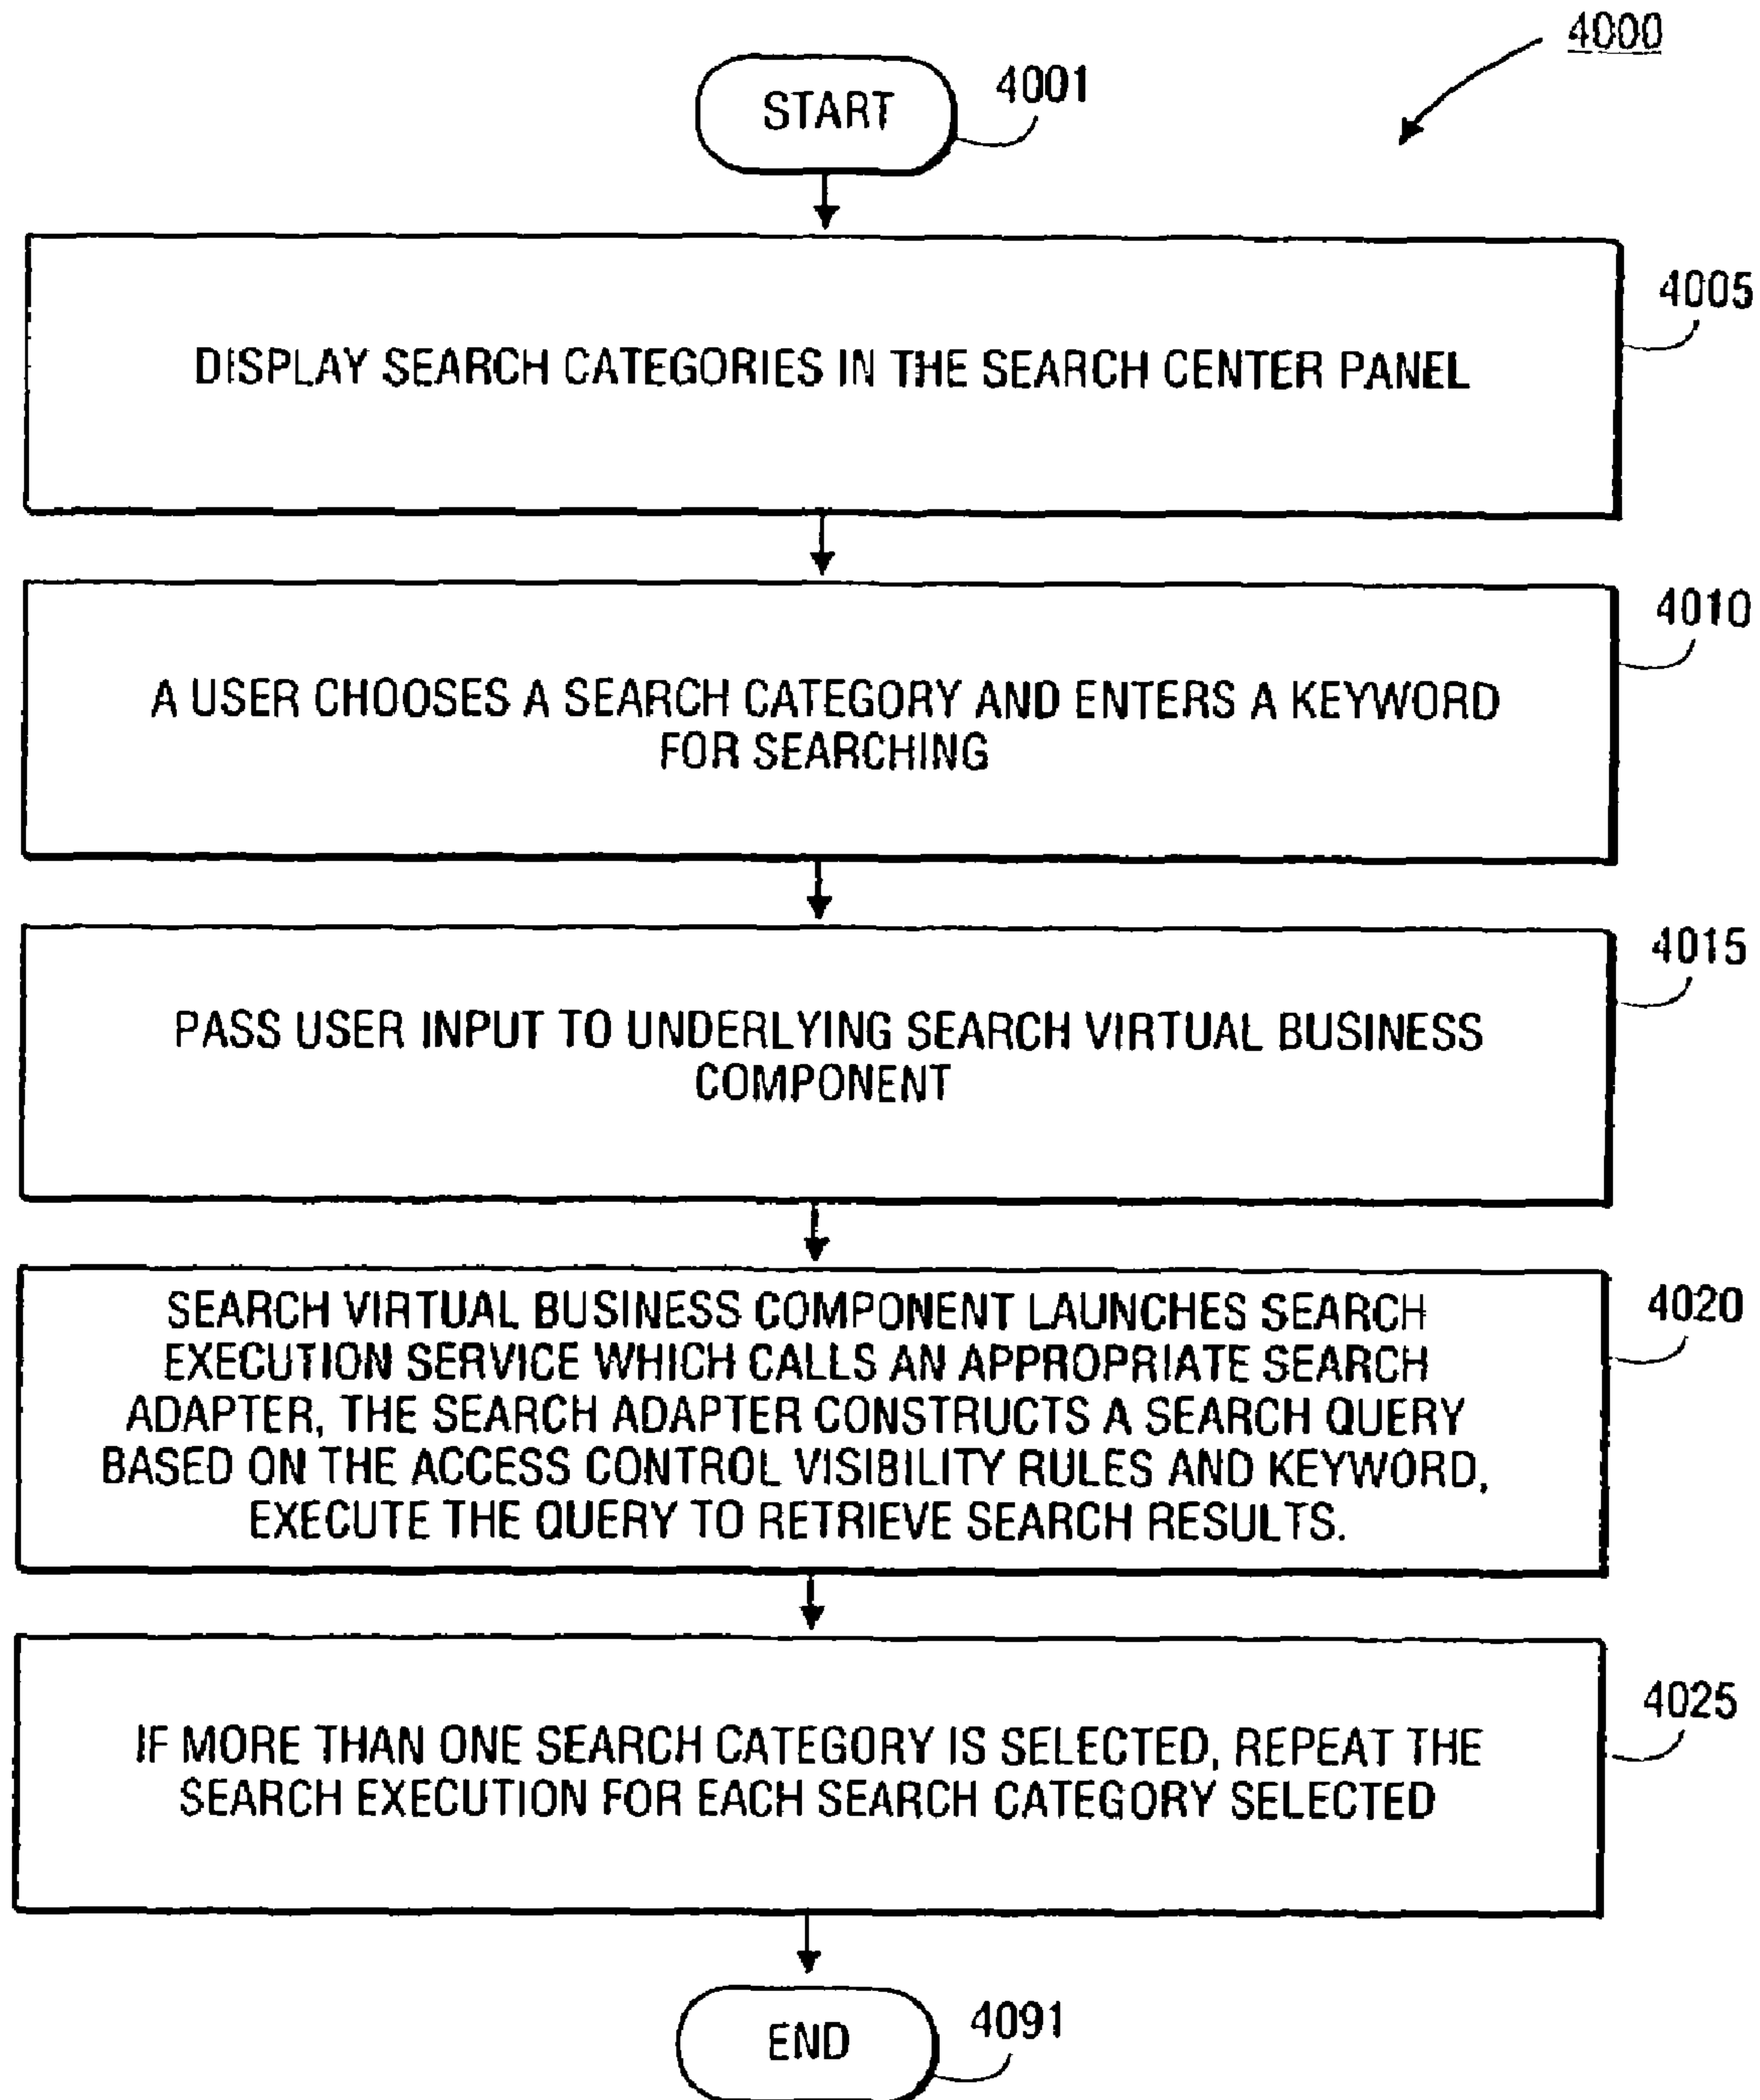 4000
START
4001
4005
DISPLAY SEARCH CATEGORIES IN THE SEARCH CENTER PANEL
4010
A USER CHOOSES A SEARCH CATEGORY AND ENTERS A KEYWORD
FOR SEARCHING
4015
PASS USER INPUT TO UNDERLYING SEARCH VIRTUAL BUSINESS
COMPONENT
4020
SEARCH VIRTUAL BUSINESS COMPONENT LAUNCHES SEARCH
EXECUTION SERVICE WHICH CALLS AN APPROPRIATE SEARCH
ADAPTER, THE SEARCH ADAPTER CONSTRUCTS A SEARCH QUERY
BASED ON THE ACCESS CONTROL VISIBILITY RULES AND KEYWORD,
EXECUTE THE QUERY TO RETRIEVE SEARCH RESULTS.
4025
IF MORE THAN ONE SEARCH CATEGORY IS SELECTED, REPEAT THE
SEARCH EXECUTION FOR EACH SEARCH CATEGORY SELECTED
END
4091